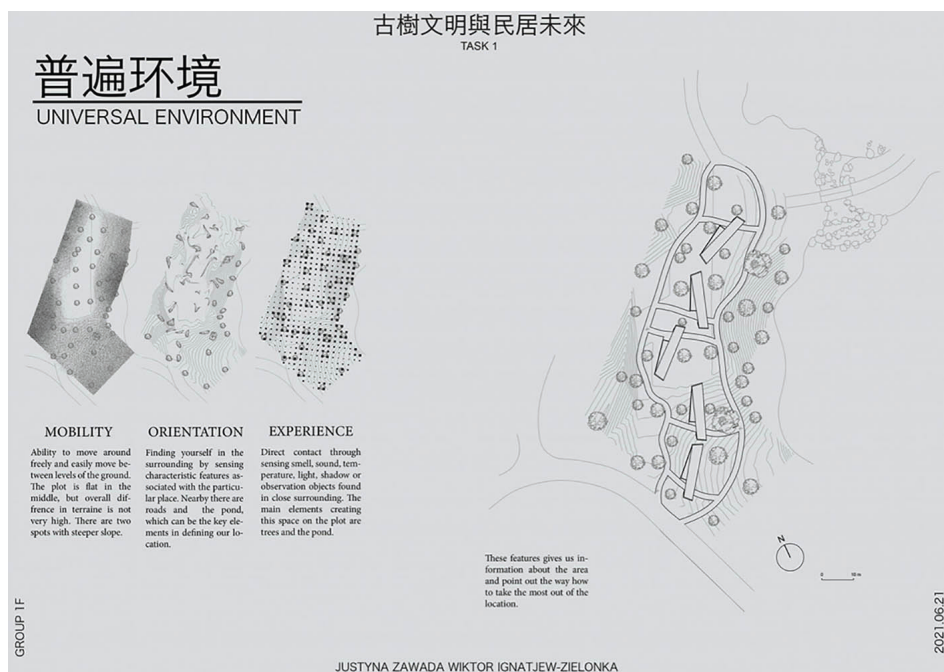 古樹文明與民居未來
TASK 1
普遍环境
UNIVERSAL ENVIRONMENT
MOBILITY
Ability to move around
freely and easily move be-
tween levels of the ground.
The plot is flat in the
middle, but overall dif-
frence in terraine is not
very high. There are two
spots with steeper slope.
ORIENTATION
Finding yourself in the
surrounding by sensing
characteristic features as-
sociated with the particu-
lar place. Nearby there are
roads and the pond,
which can be the key ele-
ments in defining our lo-
cation.
EXPERIENCE
Direct contact through
sensing smell, sound, tem-
perature, light, shadow or
observation objects found
in close surrounding. The
main elements creating
this space on the plot are
trees and the pond.
These features gives us in-
formation about the area
and point out the way how
to take the most out of the
location.
N
0 10 m
GROUP 1F
JUSTYNA ZAWADA WIKTOR IGNATJEW-ZIELONKA
2021.06.21